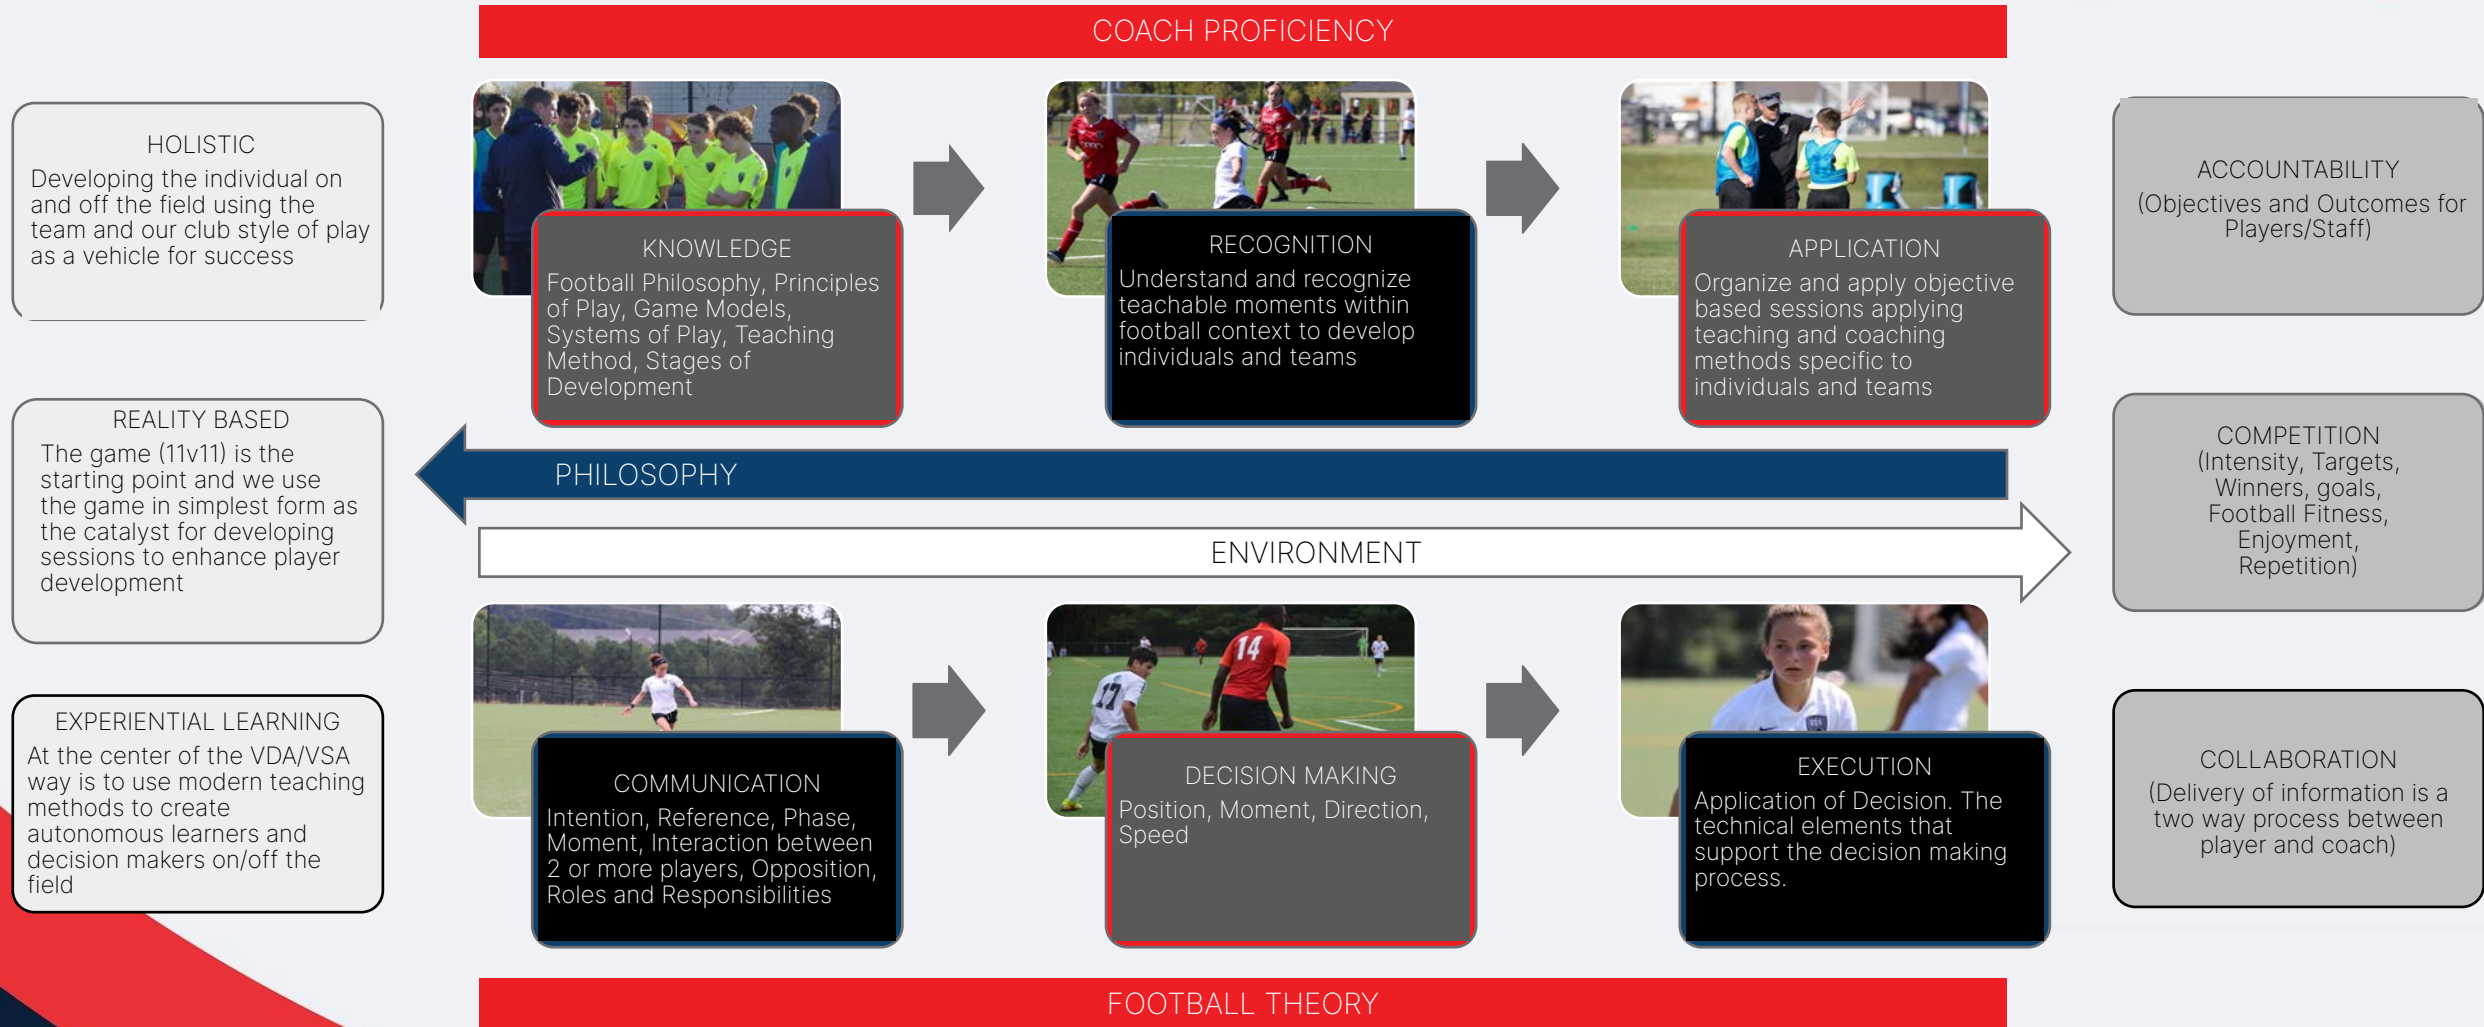 COACH PROFICIENCY
HOLISTIC
Developing the individual on
and off the field using the
team and our club style of play
as a vehicle for success
REALITY BASED
The game (11v11) is the
starting point and we use
the game in simplest form as
the catalyst for developing
sessions to enhance player
development
EXPERIENTIAL LEARNING
At the center of the VDA/VSA
way is to use modern teaching
methods to create
autonomous learners and
decision makers on/off the
field
KNOWLEDGE
Football Philosophy, Principles
of Play, Game Models,
Systems of Play, Teaching
Method, Stages of
Development
RECOGNITION
Understand and recognize
teachable moments within
football context to develop
individuals and teams
APPLICATION
Organize and apply objective
based sessions applying
teaching and coaching
methods specific to
individuals and teams
PHILOSOPHY
ENVIRONMENT
14
17
COMMUNICATION
Intention, Reference, Phase,
Moment, Interaction between
2 or more players, Opposition,
Roles and Responsibilities
DECISION MAKING
Position, Moment, Direction,
Speed
EXECUTION
Application of Decision. The
technical elements that
support the decision making
process.
ACCOUNTABILITY
(Objectives and Outcomes for
Players/Staff)
COMPETITION
(Intensity, Targets,
Winners, goals,
Football Fitness,
Enjoyment,
Repetition)
COLLABORATION
(Delivery of information is a
two way process between
player and coach)
FOOTBALL THEORY